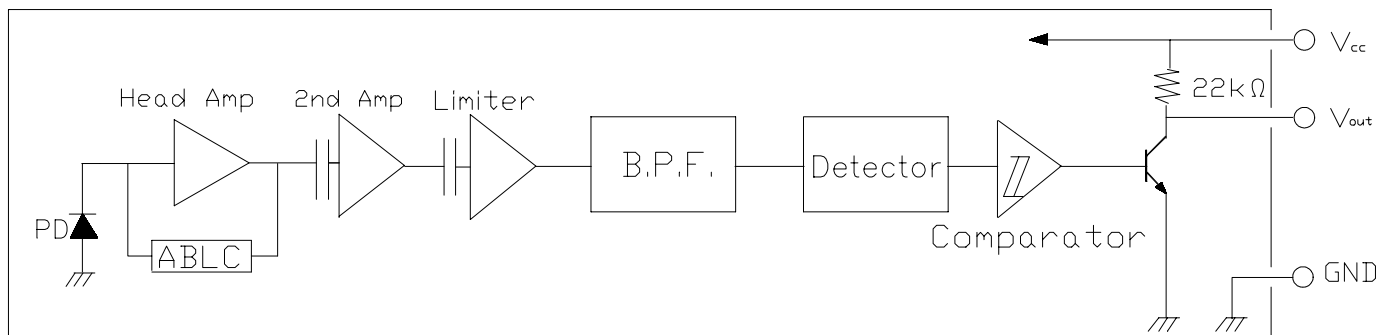 Vcc
22kΩ
Head Amp
2nd Amp
Limiter
Vout
B.P.F.
Detector
PD
Comparator
ABLC
GND